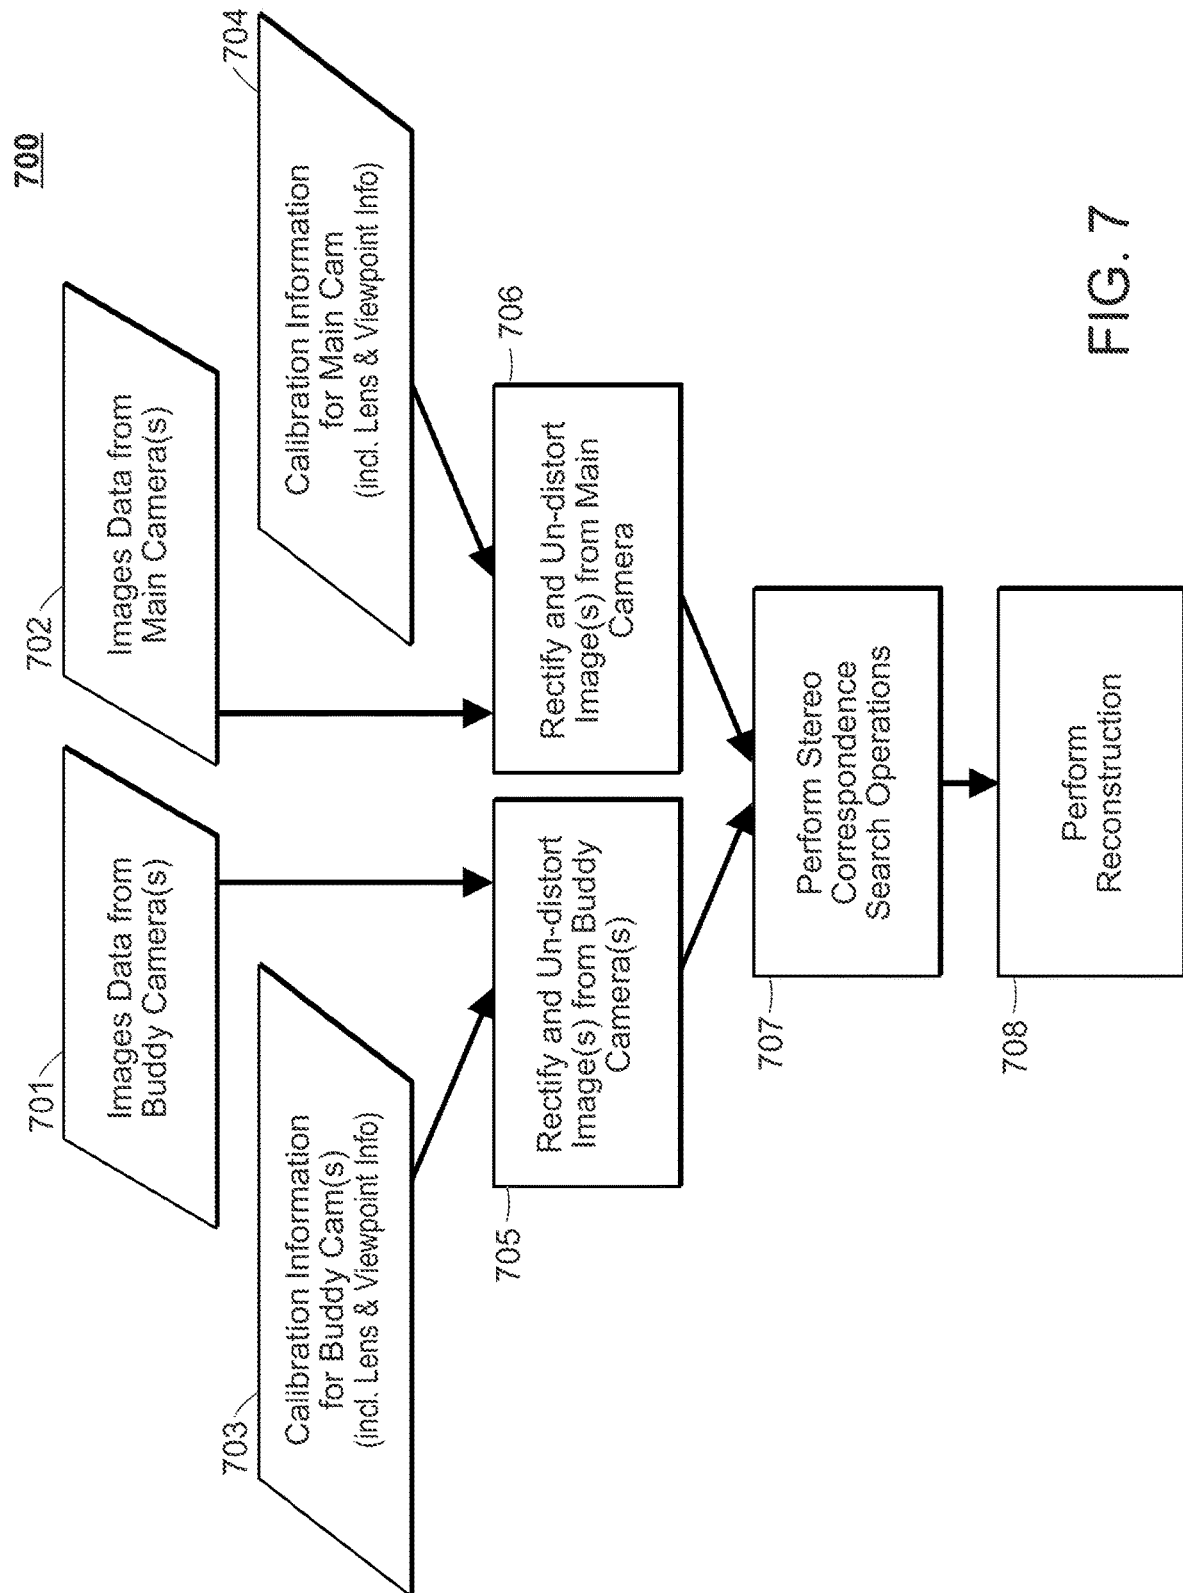 700
701
Images Data from
Buddy Camera(s)
702
Images Data from
Main Camera(s)
703
Calibration Information
for Buddy Cam(s)
(incl. Lens & Viewpoint Info)
704
Calibration Information
for Main Cam
(incl. Lens & Viewpoint Info)
705
Rectify and Un-distort
Image(s) from Buddy
Camera(s)
706
Rectify and Un-distort
Image(s) from Main
Camera
707
Perform Stereo
Correspondence
Search Operations
708
Perform
Reconstruction
FIG. 7